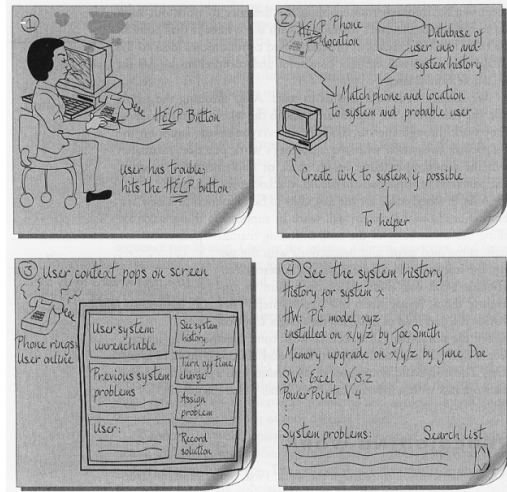 1
HELP Button
User has trouble:
hits the HELP button
2
HELP Phone
location
Database of
user info and
system history
Match phone and location
to system and probable user
Create link to system, if possible
To helper
3 User context pops on screen
Phone rings:
User online
User system:
unreachable
Previous system
problems
User:
See system
history
Turn off time
charge
Assign
problem
Record
solution
4 See the system history
History for system x
HW: PC model xyz
installed on x/y/z by Joe Smith
Memory upgrade on x/y/z by Jane Doe
SW: Excel V 5.2
PowerPoint V 4
System problems: Search list